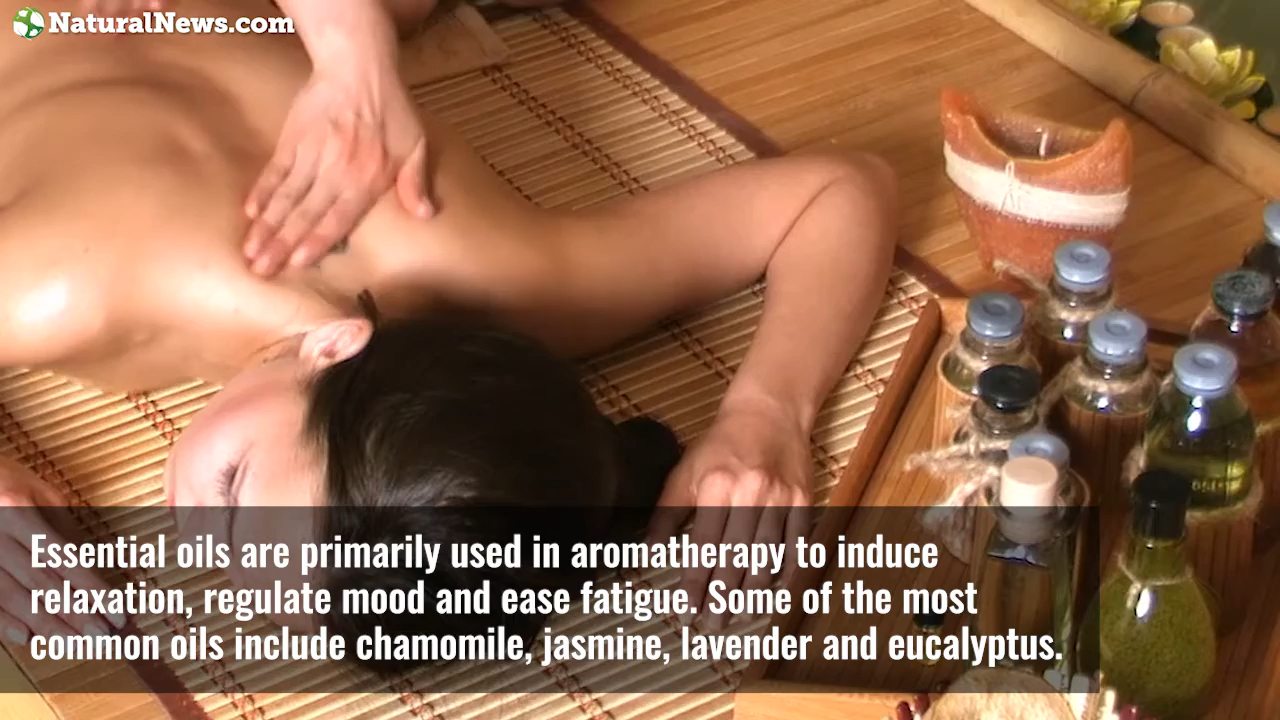 NaturalNews.com
Essential oils are primarily used in aromatherapy to induce
relaxation, regulate mood and ease fatigue. Some of the most
common oils include chamomile, jasmine, lavender and eucalyptus.